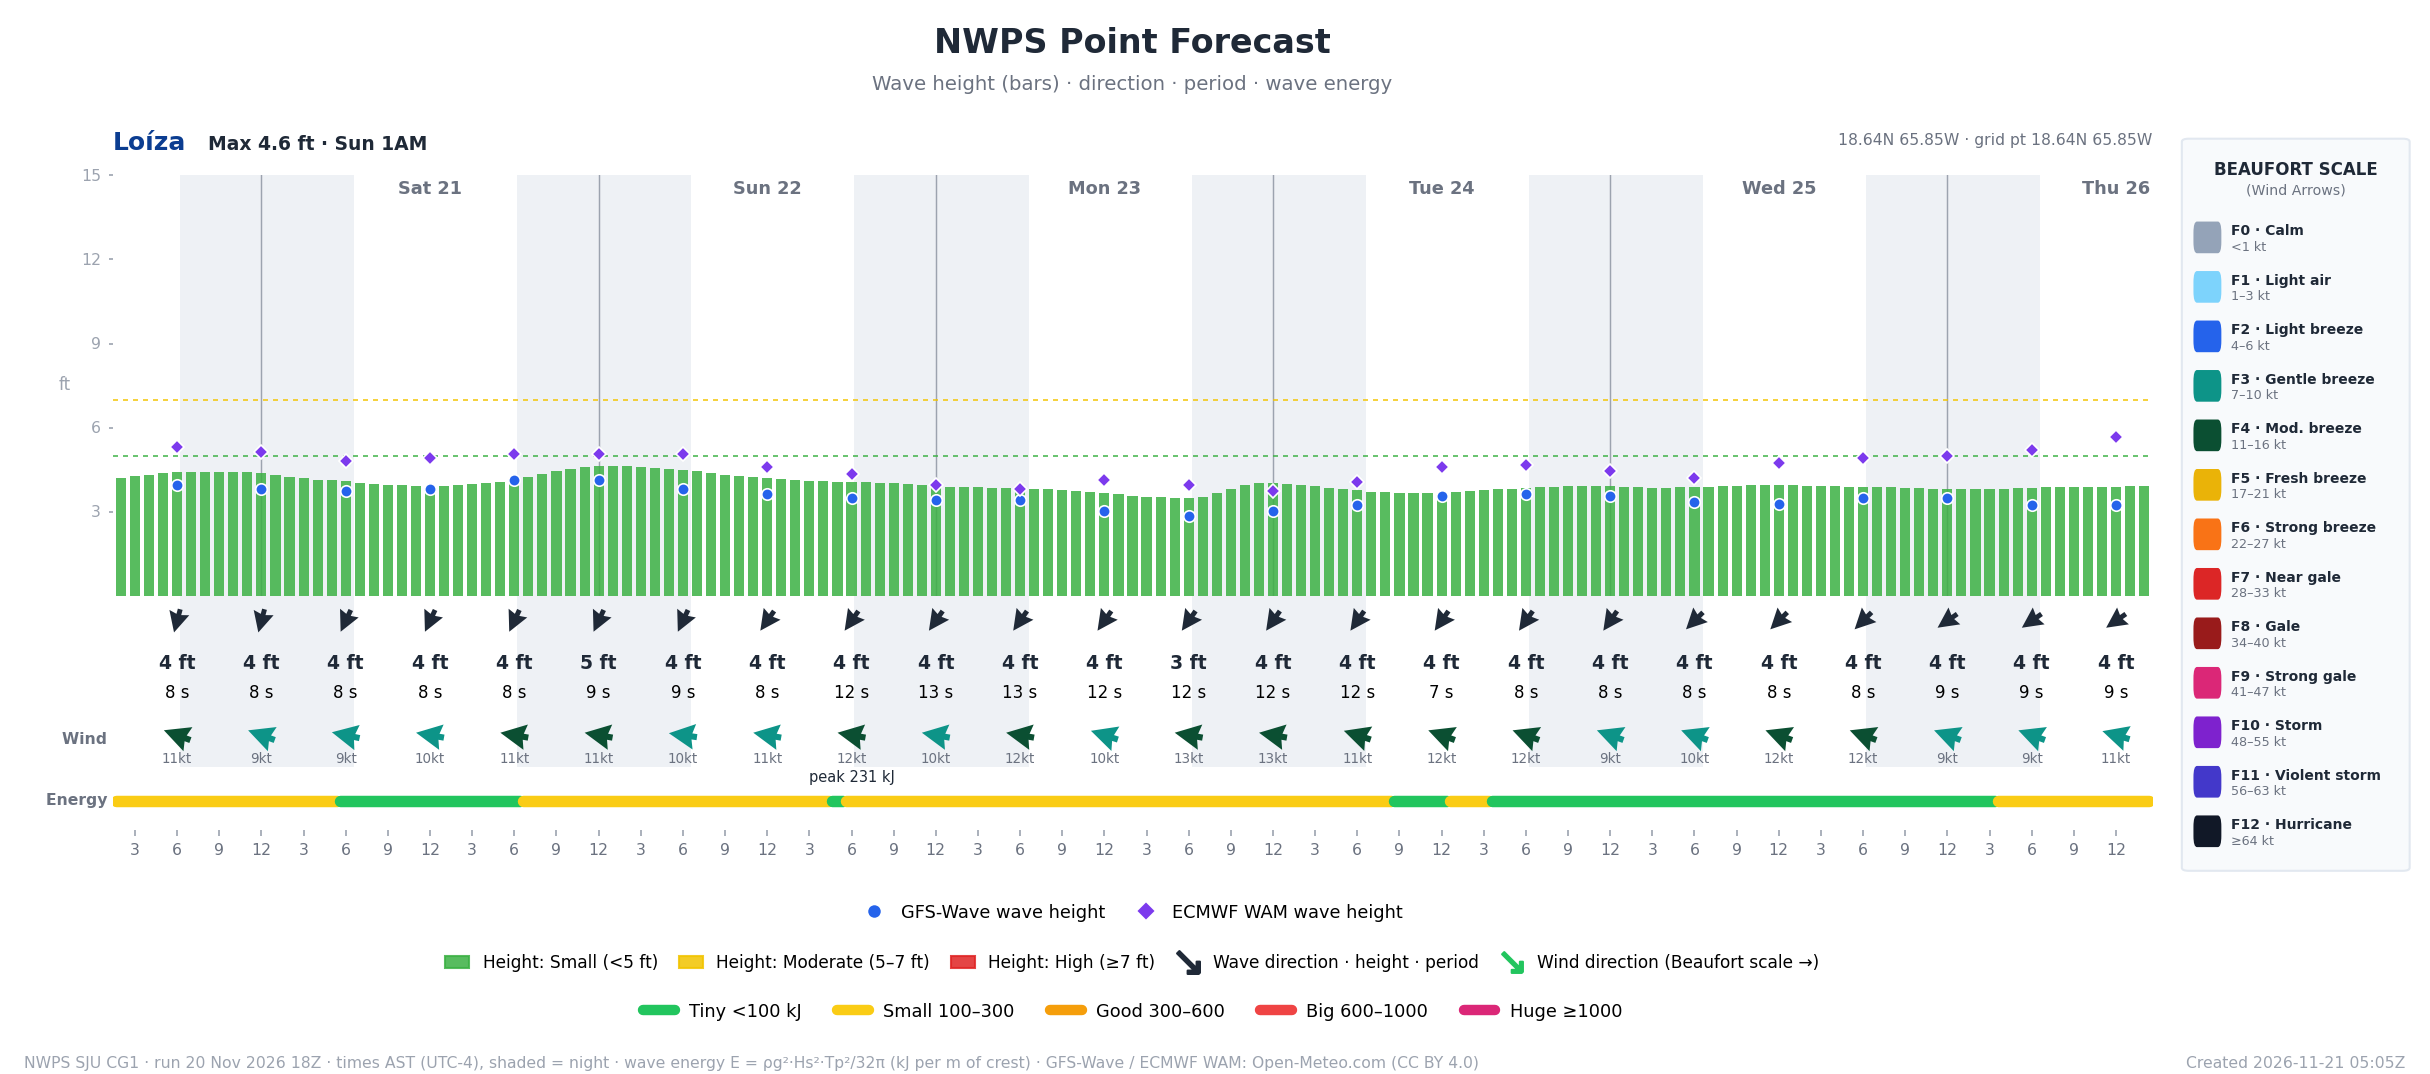 NWPS Point Forecast
Wave height (bars) · direction · period · wave energy
Loíza Max 4.6 ft · Sun 1AM 18.64N 65.85W · grid pt 18.64N 65.85W
15
12
9
ft
6
3
Sat 21 Sun 22 Mon 23 Tue 24 Wed 25 Thu 26
4 ft 4 ft 4 ft 4 ft 4 ft 5 ft 4 ft 4 ft 4 ft 4 ft 4 ft 4 ft 3 ft 4 ft 4 ft 4 ft 4 ft 4 ft 4 ft 4 ft 4 ft 4 ft 4 ft 4 ft
8 s 8 s 8 s 8 s 8 s 9 s 9 s 8 s 12 s 13 s 13 s 12 s 12 s 12 s 12 s 7 s 8 s 8 s 8 s 8 s 8 s 9 s 9 s 9 s
Wind
11kt 9kt 9kt 10kt 11kt 11kt 10kt 11kt 12kt 10kt 12kt 10kt 13kt 13kt 11kt 12kt 12kt 9kt 10kt 12kt 12kt 9kt 9kt 11kt
peak 231 kJ
Energy
3 6 9 12 3 6 9 12 3 6 9 12 3 6 9 12 3 6 9 12 3 6 9 12 3 6 9 12 3 6 9 12 3 6 9 12 3 6 9 12 3 6 9 12 3 6 9 12
BEAUFORT SCALE
(Wind Arrows)
F0 · Calm
<1 kt
F1 · Light air
1–3 kt
F2 · Light breeze
4–6 kt
F3 · Gentle breeze
7–10 kt
F4 · Mod. breeze
11–16 kt
F5 · Fresh breeze
17–21 kt
F6 · Strong breeze
22–27 kt
F7 · Near gale
28–33 kt
F8 · Gale
34–40 kt
F9 · Strong gale
41–47 kt
F10 · Storm
48–55 kt
F11 · Violent storm
56–63 kt
F12 · Hurricane
≥64 kt
GFS-Wave wave height ECMWF WAM wave height
Height: Small (<5 ft) Height: Moderate (5–7 ft) Height: High (≥7 ft) Wave direction · height · period Wind direction (Beaufort scale →)
Tiny <100 kJ Small 100–300 Good 300–600 Big 600–1000 Huge ≥1000
NWPS SJU CG1 · run 20 Nov 2026 18Z · times AST (UTC-4), shaded = night · wave energy E = ρg²·Hs²·Tp²/32π (kJ per m of crest) · GFS-Wave / ECMWF WAM: Open-Meteo.com (CC BY 4.0)
Created 2026-11-21 05:05Z